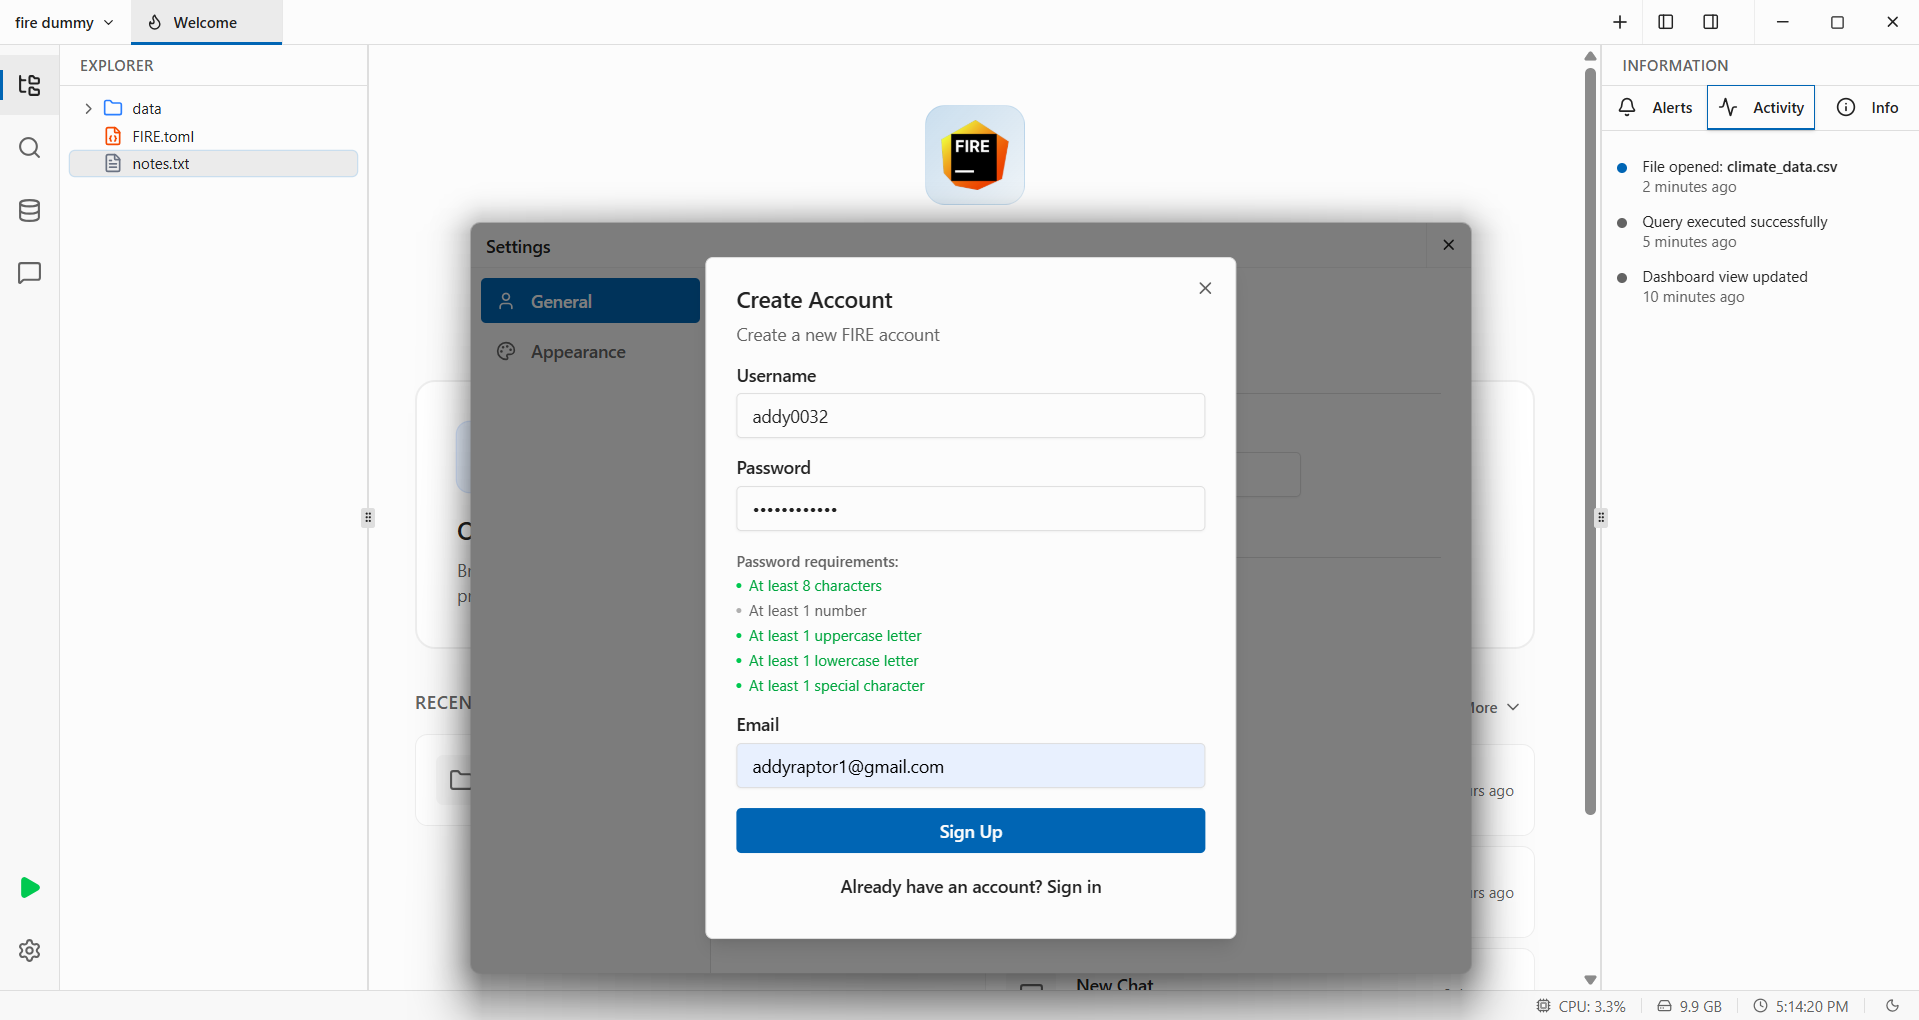 fire dummy
Welcome
EXPLORER
data
FIRE.toml
notes.txt
FIRE
Settings
General
Appearance
Create Account
Create a new FIRE account
Username
addy0032
Password
••••••••••••
Password requirements:
• At least 8 characters
• At least 1 number
• At least 1 uppercase letter
• At least 1 lowercase letter
• At least 1 special character
Email
addyraptor1@gmail.com
Sign Up
Already have an account? Sign in
New Chat
INFORMATION
Alerts
Activity
Info
File opened: climate_data.csv
2 minutes ago
Query executed successfully
5 minutes ago
Dashboard view updated
10 minutes ago
ago
ago
CPU: 3.3%
9.9 GB
5:14:20 PM